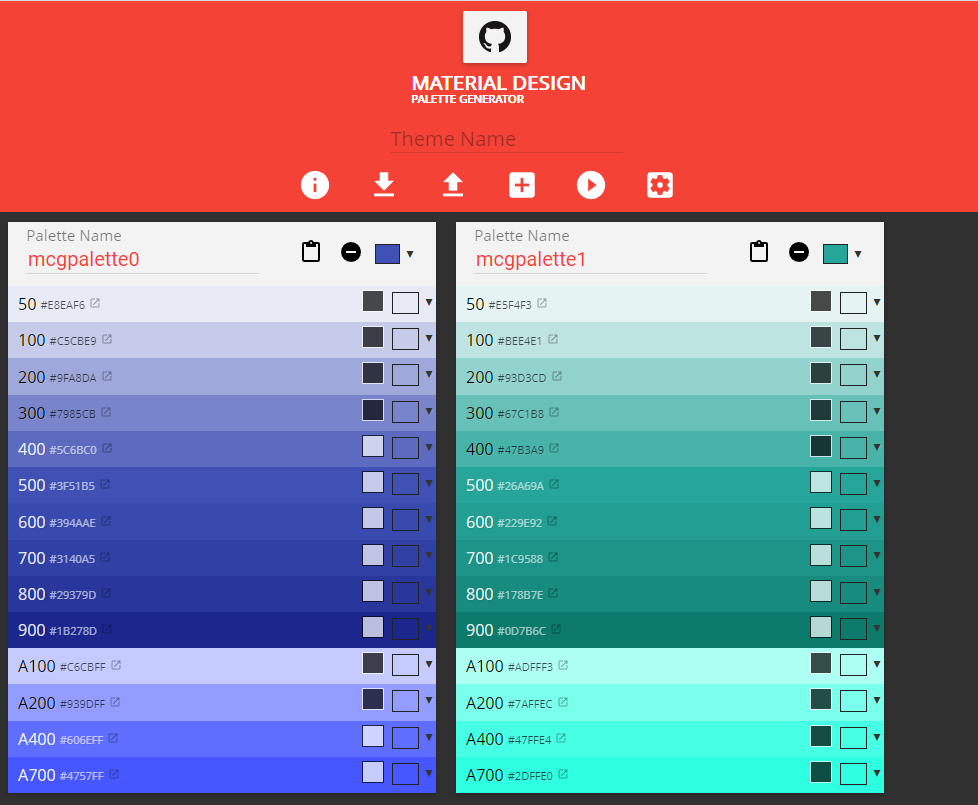 MATERIAL DESIGN
PALETTE GENERATOR
Theme Name
Palette Name
mcgpalette0
50 #E8EAF6
100 #C5CBE9
200 #9FA8DA
300 #7985CB
400 #5C6BC0
500 #3F51B5
600 #394AAE
700 #3140A5
800 #29379D
900 #1B278D
A100 #C6CBFF
A200 #939DFF
A400 #606EFF
A700 #4757FF
Palette Name
mcgpalette1
50 #E5F4F3
100 #BEE4E1
200 #93D3CD
300 #67C1B8
400 #47B3A9
500 #26A69A
600 #229E92
700 #1C9588
800 #178B7E
900 #0D7B6C
A100 #ADFFF3
A200 #7AFFEC
A400 #47FFE4
A700 #2DFFE0